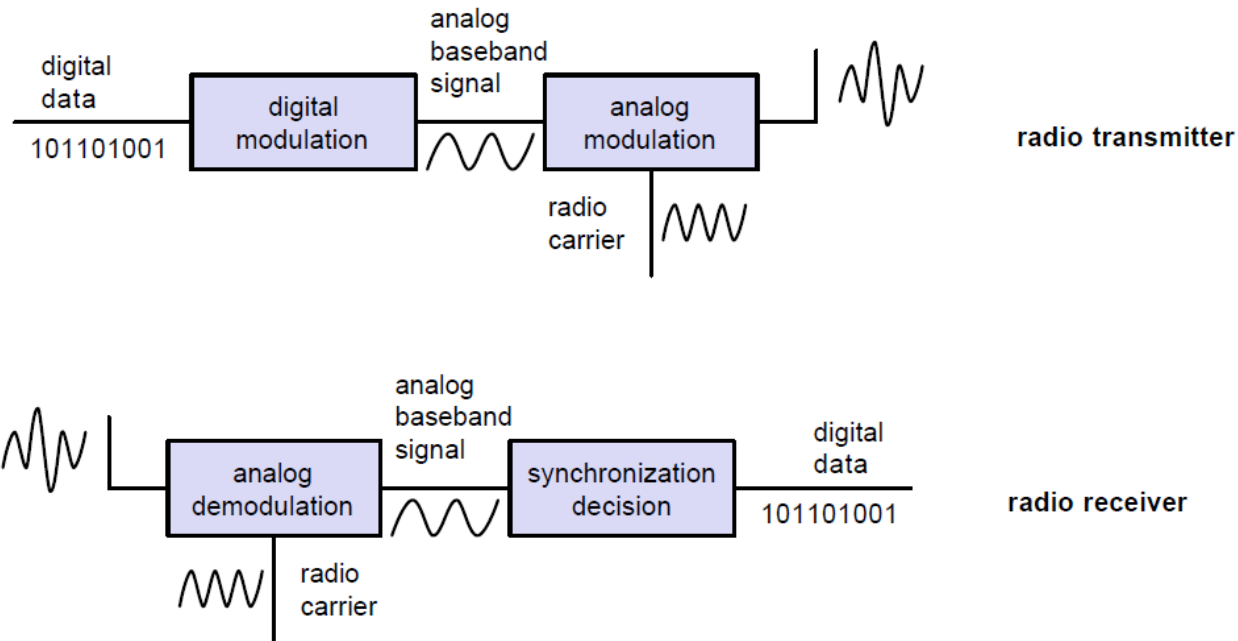 analog
baseband
signal
digital
data
101101001
digital
modulation
analog
modulation
radio
carrier
radio transmitter
analog
baseband
signal
analog
demodulation
synchronization
decision
digital
data
101101001
radio
carrier
radio receiver